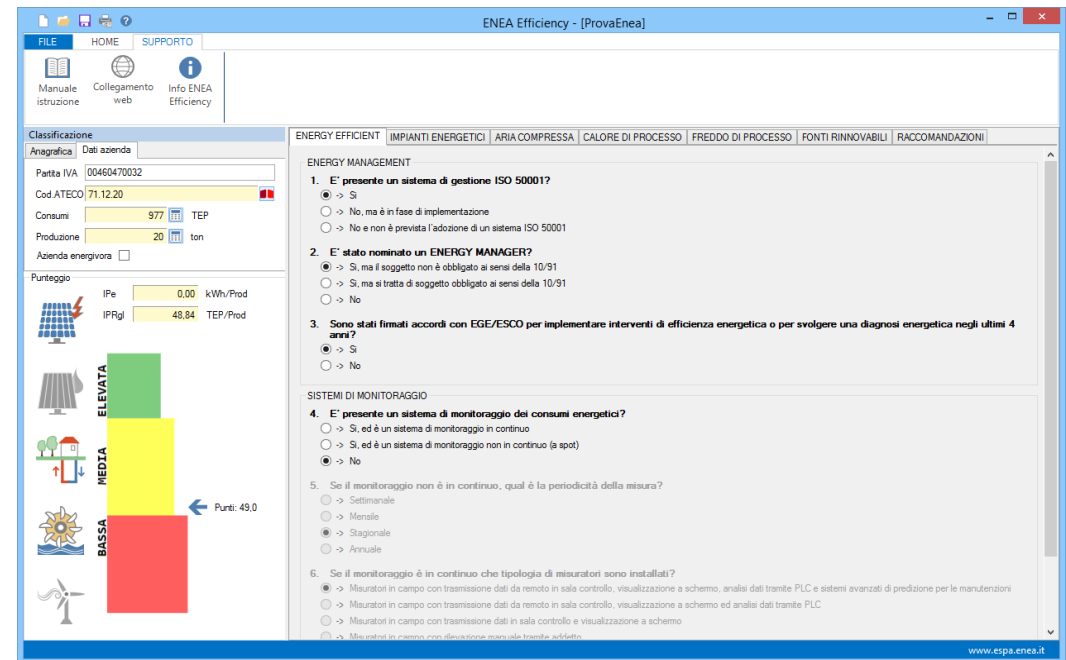 ENEA Efficiency - [ProvaEnea]
FILE HOME SUPPORTO
Manuale istruzione
Collegamento web
Info ENEA Efficiency
Classificazione
Anagrafica Dati azienda
Partita IVA 00460470032
Cod.ATECO 71.12.20
Consumi 977 TEP
Produzione 20 ton
Azienda energivora
Punteggio
IPe 0,00 kWh/Prod
IPRgl 48,84 TEP/Prod
ELEVATA
MEDIA
BASSA
Punti: 49,0
ENERGY EFFICIENT IMPIANTI ENERGETICI ARIA COMPRESSA CALORE DI PROCESSO FREDDO DI PROCESSO FONTI RINNOVABILI RACCOMANDAZIONI
ENERGY MANAGEMENT
1. E' presente un sistema di gestione ISO 50001?
-> Si
-> No, ma è in fase di implementazione
-> No e non è prevista l'adozione di un sistema ISO 50001
2. E' stato nominato un ENERGY MANAGER?
-> Si, ma il soggetto non è obbligato ai sensi della 10/91
-> Si, ma si tratta di soggetto obbligato ai sensi della 10/91
-> No
3. Sono stati firmati accordi con EGE/ESCO per implementare interventi di efficienza energetica o per svolgere una diagnosi energetica negli ultimi 4
anni?
-> Si
-> No
SISTEMI DI MONITORAGGIO
4. E' presente un sistema di monitoraggio dei consumi energetici?
-> Si, ed è un sistema di monitoraggio in continuo
-> Si, ed è un sistema di monitoraggio non in continuo (a spot)
-> No
5. Se il monitoraggio non è in continuo, qual è la periodicità della misura?
-> Settimanale
-> Mensile
-> Stagionale
-> Annuale
6. Se il monitoraggio è in continuo che tipologia di misuratori sono installati?
-> Misuratori in campo con trasmissione dati da remoto in sala controllo, visualizzazione a schermo, analisi dati tramite PLC e sistemi avanzati di predizione per le manutenzioni
-> Misuratori in campo con trasmissione dati da remoto in sala controllo, visualizzazione a schermo ed analisi dati tramite PLC
-> Misuratori in campo con trasmissione dati in sala controllo e visualizzazione a schermo
-> Misuratori in campo con rilevazione manuale tramite addetto
www.espa.enea.it